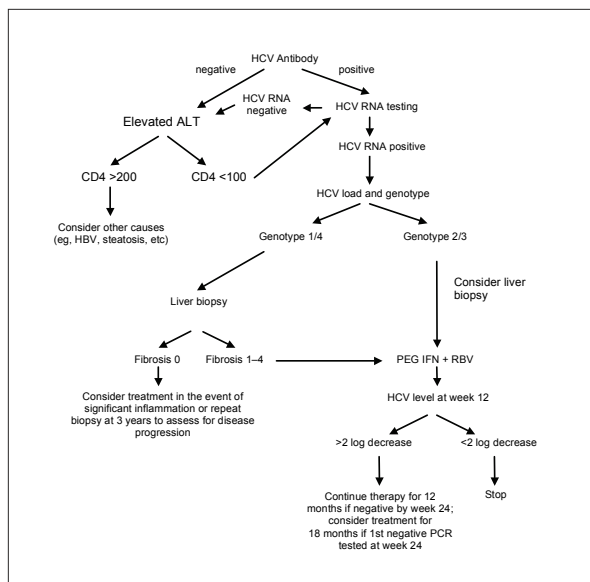 HCV Antibody
negative
positive
HCV RNA
negative
HCV RNA testing
Elevated ALT
HCV RNA positive
CD4 >200
CD4 <100
HCV load and genotype
Consider other causes
(eg, HBV, steatosis, etc)
Genotype 1/4
Genotype 2/3
Consider liver
biopsy
Liver biopsy
Fibrosis 0
Fibrosis 1–4
PEG IFN + RBV
Consider treatment in the event of
significant inflammation or repeat
biopsy at 3 years to assess for disease
progression
HCV level at week 12
>2 log decrease
<2 log decrease
Continue therapy for 12
months if negative by week 24;
consider treatment for
18 months if 1st negative PCR
tested at week 24
Stop